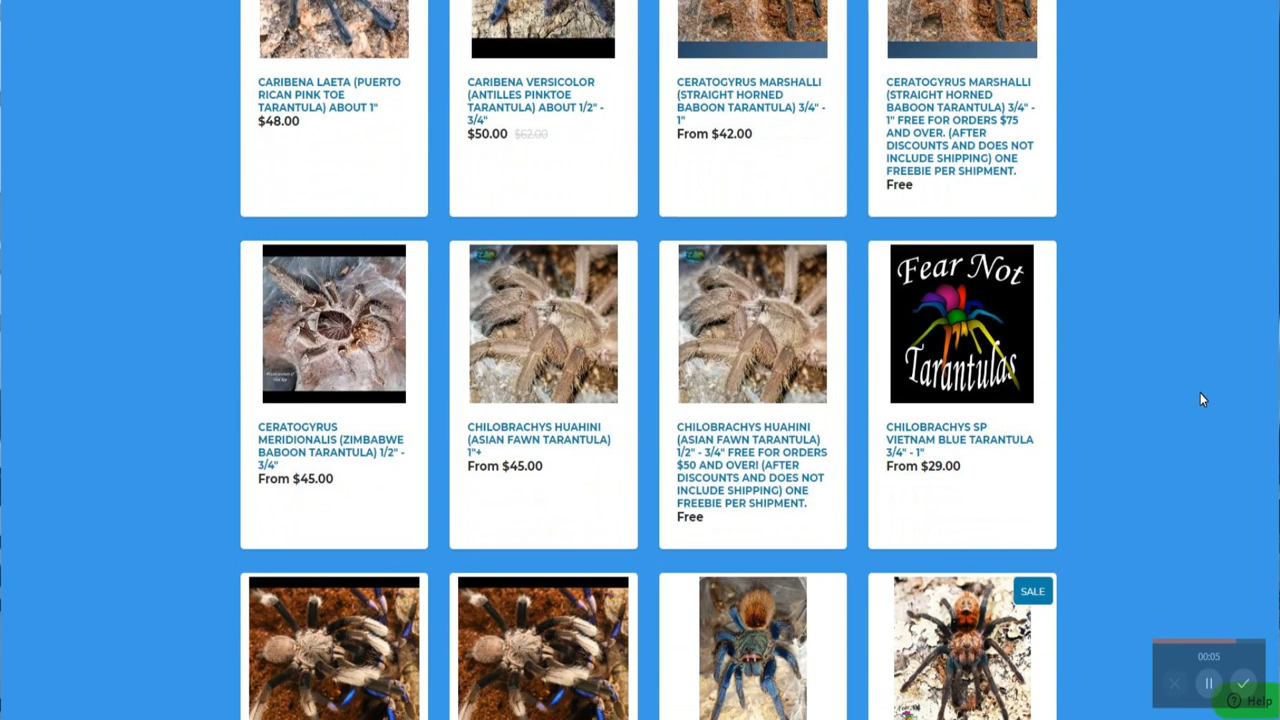 CARIBENA LAETA (PUERTO
RICAN PINK TOE
TARANTULA) ABOUT 1"
$48.00
CARIBENA VERSICOLOR
(ANTILLES PINKTOE
TARANTULA) ABOUT 1/2" -
3/4"
$50.00 $62.00
CERATOGYRUS MARSHALLI
(STRAIGHT HORNED
BABOON TARANTULA) 3/4" -
1"
From $42.00
CERATOGYRUS MARSHALLI
(STRAIGHT HORNED
BABOON TARANTULA) 3/4" -
1" FREE FOR ORDERS $75
AND OVER. (AFTER
DISCOUNTS AND DOES NOT
INCLUDE SHIPPING) ONE
FREEBIE PER SHIPMENT.
Free
Fear Not
Tarantulas
CERATOGYRUS
MERIDIONALIS (ZIMBABWE
BABOON TARANTULA) 1/2" -
3/4"
From $45.00
CHILOBRACHYS HUAHINI
(ASIAN FAWN TARANTULA)
1"+
From $45.00
CHILOBRACHYS HUAHINI
(ASIAN FAWN TARANTULA)
1/2" - 3/4" FREE FOR ORDERS
$50 AND OVER! (AFTER
DISCOUNTS AND DOES NOT
INCLUDE SHIPPING) ONE
FREEBIE PER SHIPMENT.
Free
CHILOBRACHYS SP
VIETNAM BLUE TARANTULA
3/4" - 1"
From $29.00
SALE
00:05
Help